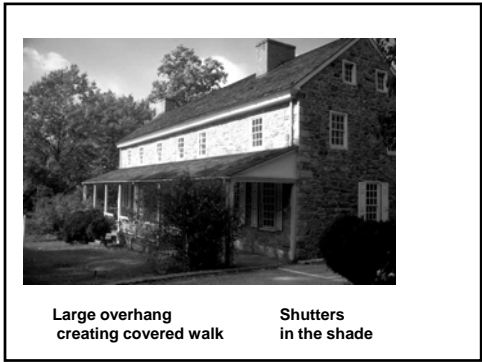 Large overhang
creating covered walk
Shutters
in the shade